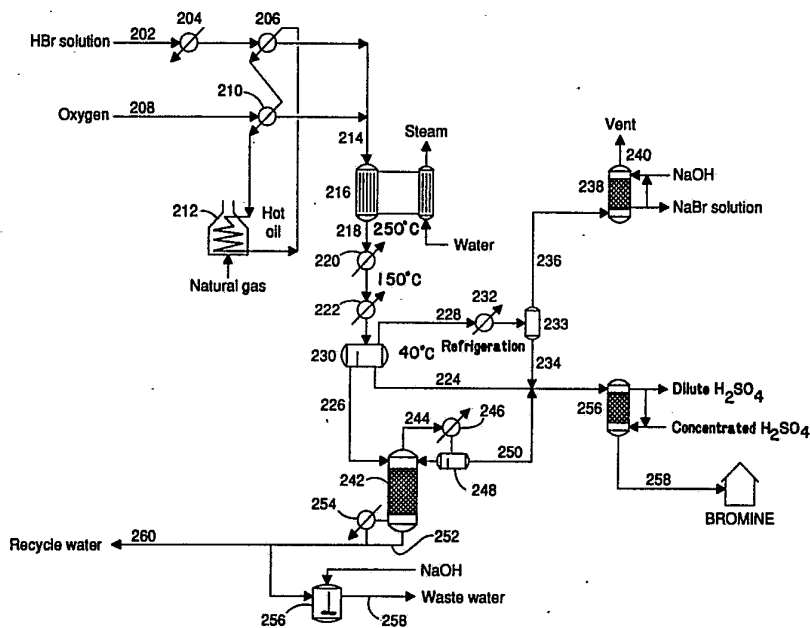 204
206
HBr solution
202
210
Oxygen
208
Steam
Vent
214
240
238
NaOH
216
NaBr solution
212
Hot
oil
218
250°C
Water
236
220
Natural gas
150°C
232
222
228
233
230
40°C
Refrigeration
234
224
Dilute H2SO4
226
256
244
246
250
Concentrated H2SO4
242
248
258
254
BROMINE
Recycle water
260
252
NaOH
256
Waste water
258